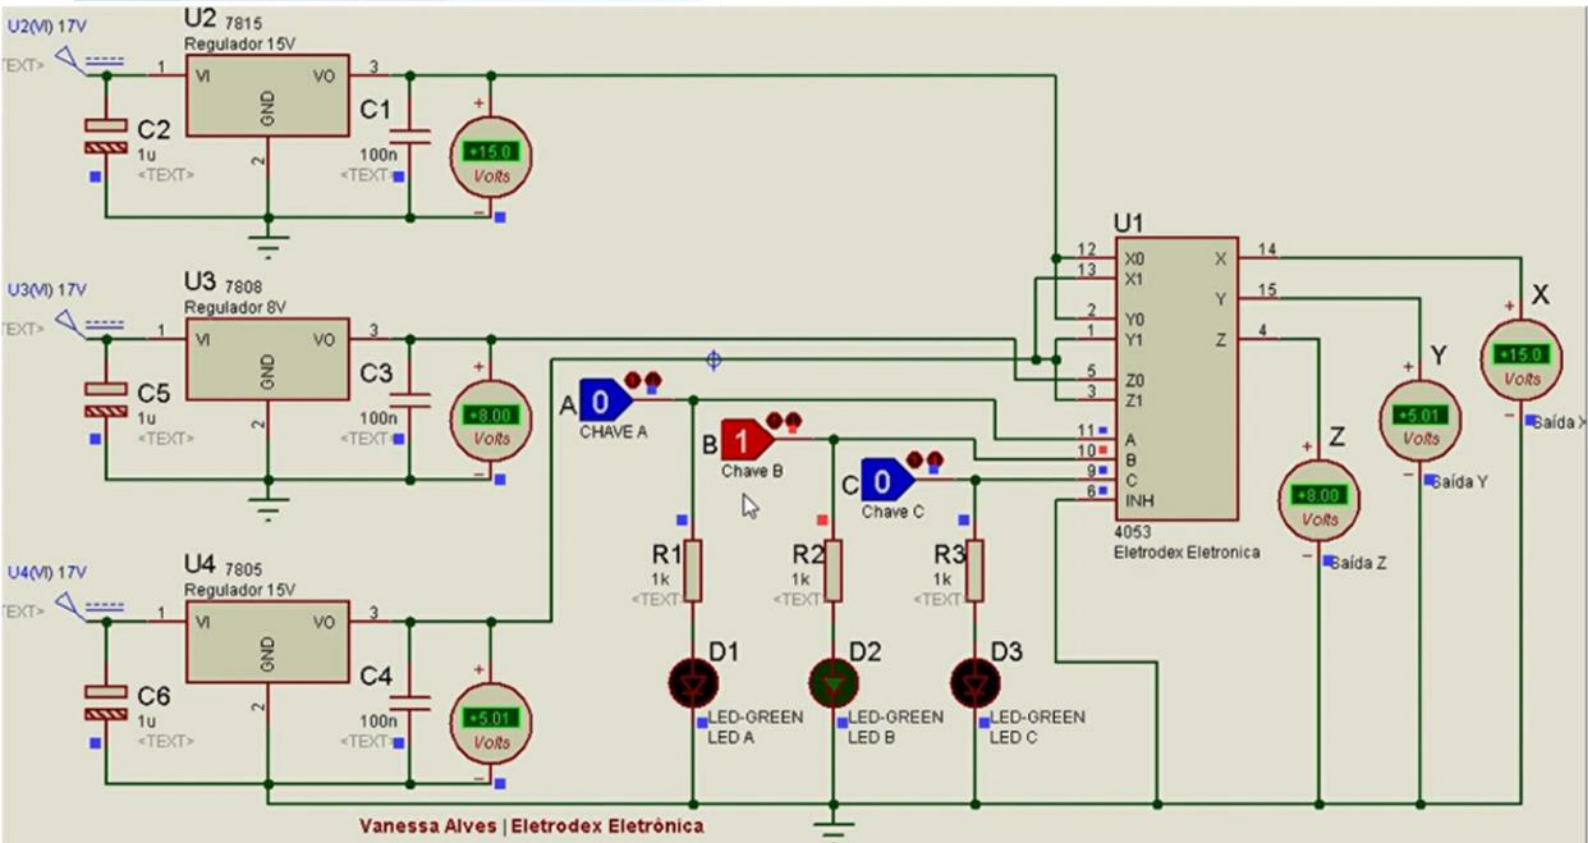 U2(VI) 17V
TEXT>
U2 7815
Regulador 15V
1 VI VO 3
GND
2
C2
1u
<TEXT>
C1
100n
<TEXT>
+
+15.0
Volts
−
U3(VI) 17V
TEXT>
U3 7808
Regulador 8V
1 VI VO 3
GND
2
C5
1u
<TEXT>
C3
100n
<TEXT>
+
+8.00
Volts
−
U4(VI) 17V
TEXT>
U4 7805
Regulador 15V
1 VI VO 3
GND
2
C6
1u
<TEXT>
C4
100n
<TEXT>
+
+5.01
Volts
−
A 0
CHAVE A
B 1
Chave B
C 0
Chave C
R1
1k
<TEXT>
R2
1k
<TEXT>
R3
1k
<TEXT>
D1
LED-GREEN
LED A
D2
LED-GREEN
LED B
D3
LED-GREEN
LED C
U1
12 X0 X 14
13 X1
2 Y0 Y 15
1 Y1 Z 4
5 Z0
3 Z1
11 A
10 B
9 C
6 INH
4053
Eletrodex Eletronica
X
+
+15.0
Volts
−
Saída X
Y
+
+5.01
Volts
−
Saída Y
Z
+
+8.00
Volts
−
Saída Z
Vanessa Alves | Eletrodex Eletrônica